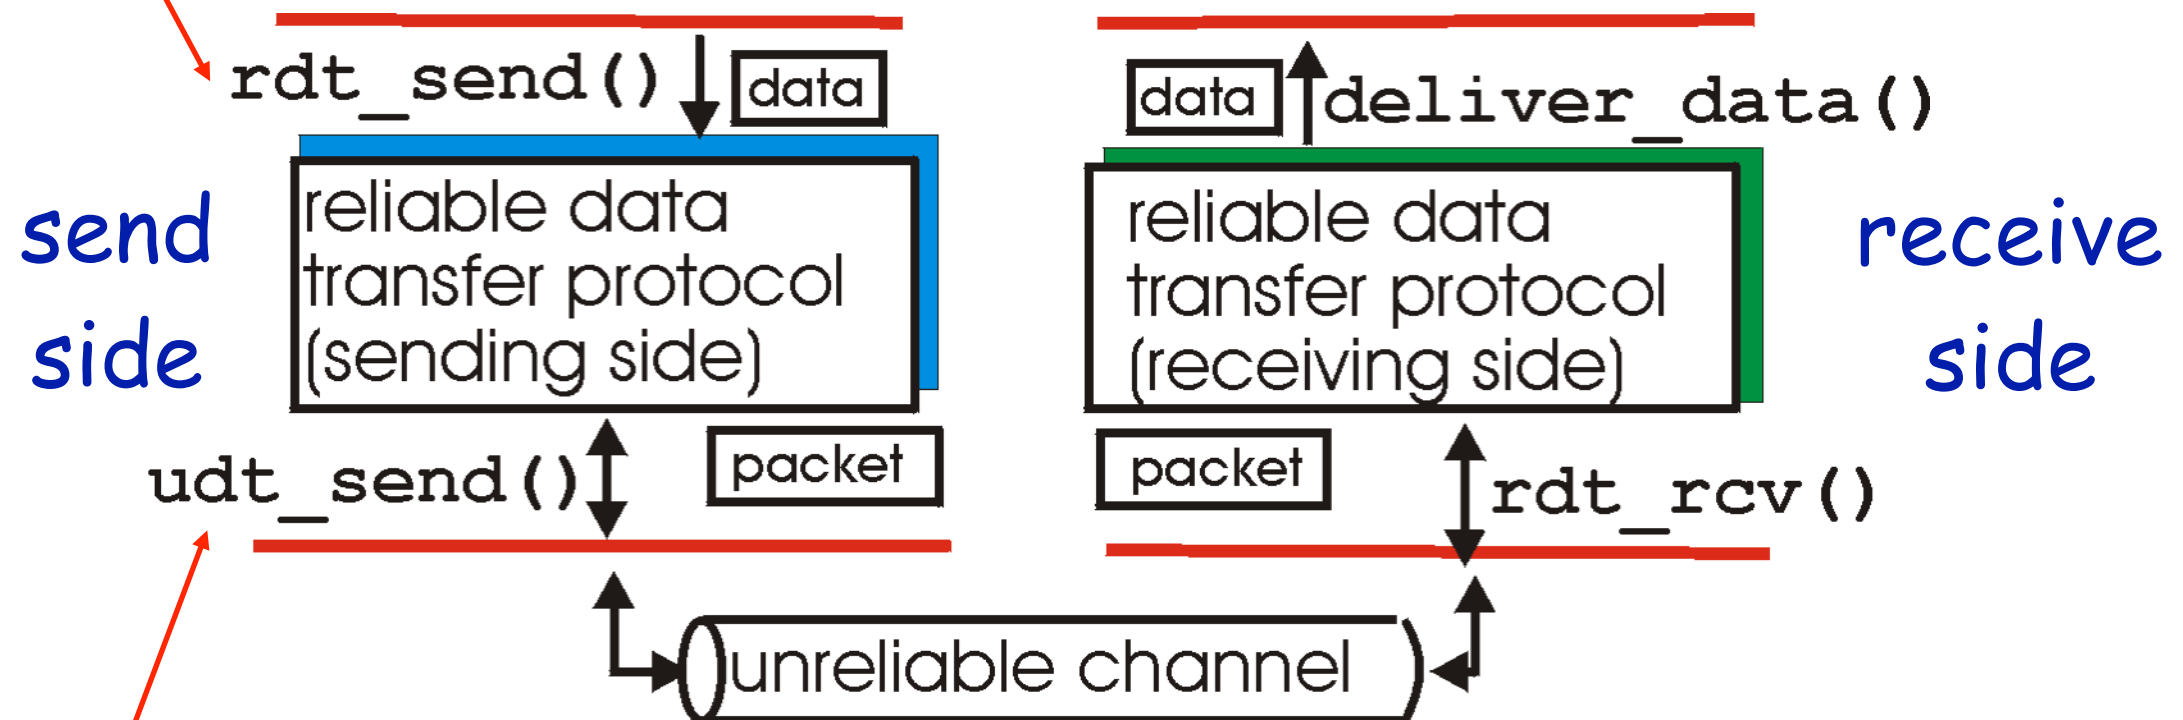 rdt_send()
data
data
deliver_data()
send
side
reliable data
transfer protocol
(sending side)
reliable data
transfer protocol
(receiving side)
receive
side
udt_send()
packet
packet
rdt_rcv()
unreliable channel